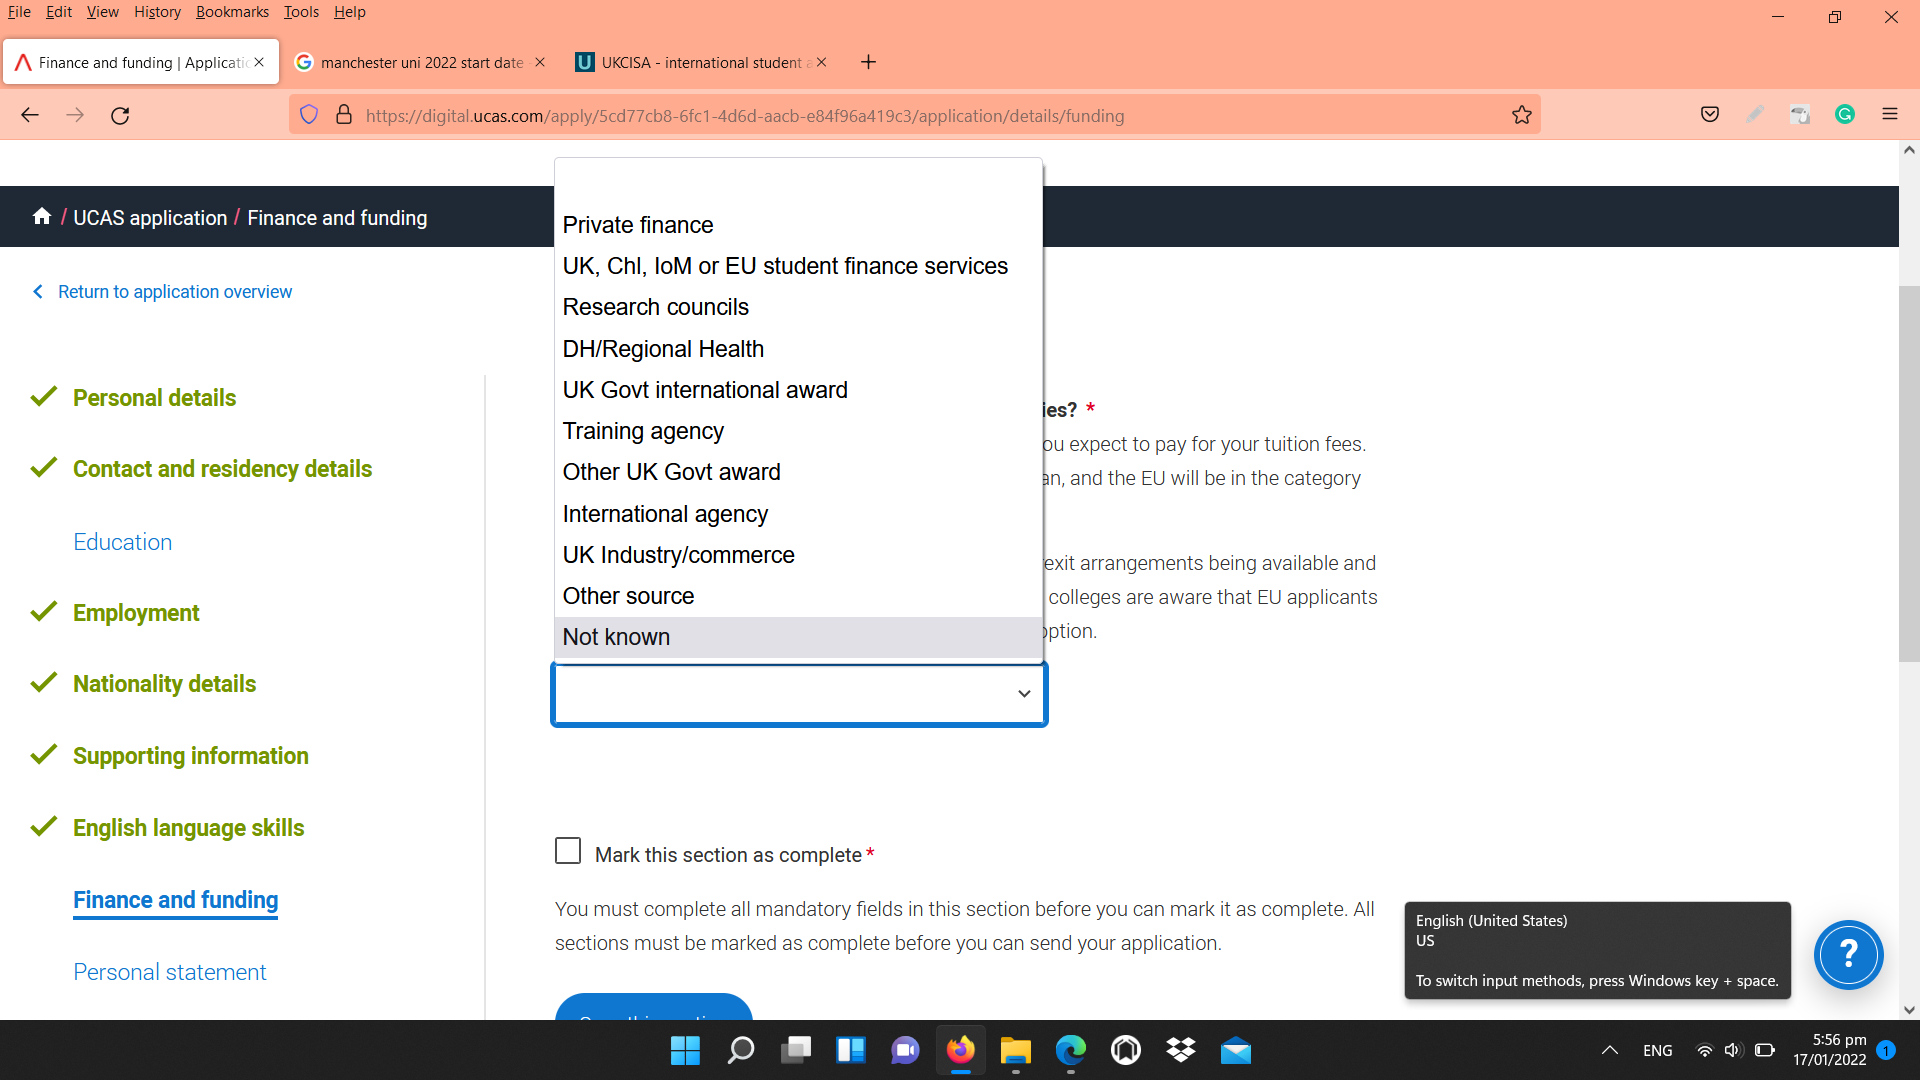 File Edit View History Bookmarks Tools Help
Finance and funding | Applicatio
manchester uni 2022 start date
UKCISA - international student a
https://digital.ucas.com/apply/5cd77cb8-6fc1-4d6d-aacb-e84f96a419c3/application/details/funding
/ UCAS application / Finance and funding
Return to application overview
Personal details
Contact and residency details
Education
Employment
Nationality details
Supporting information
English language skills
Finance and funding
Personal statement
Private finance
UK, ChI, IoM or EU student finance services
Research councils
DH/Regional Health
UK Govt international award
Training agency
Other UK Govt award
International agency
UK Industry/commerce
Other source
Not known
ies? *
ou expect to pay for your tuition fees.
an, and the EU will be in the category
exit arrangements being available and
colleges are aware that EU applicants
option.
Mark this section as complete *
You must complete all mandatory fields in this section before you can mark it as complete. All
sections must be marked as complete before you can send your application.
English (United States)
US
To switch input methods, press Windows key + space.
?
ENG
5:56 pm
17/01/2022
1